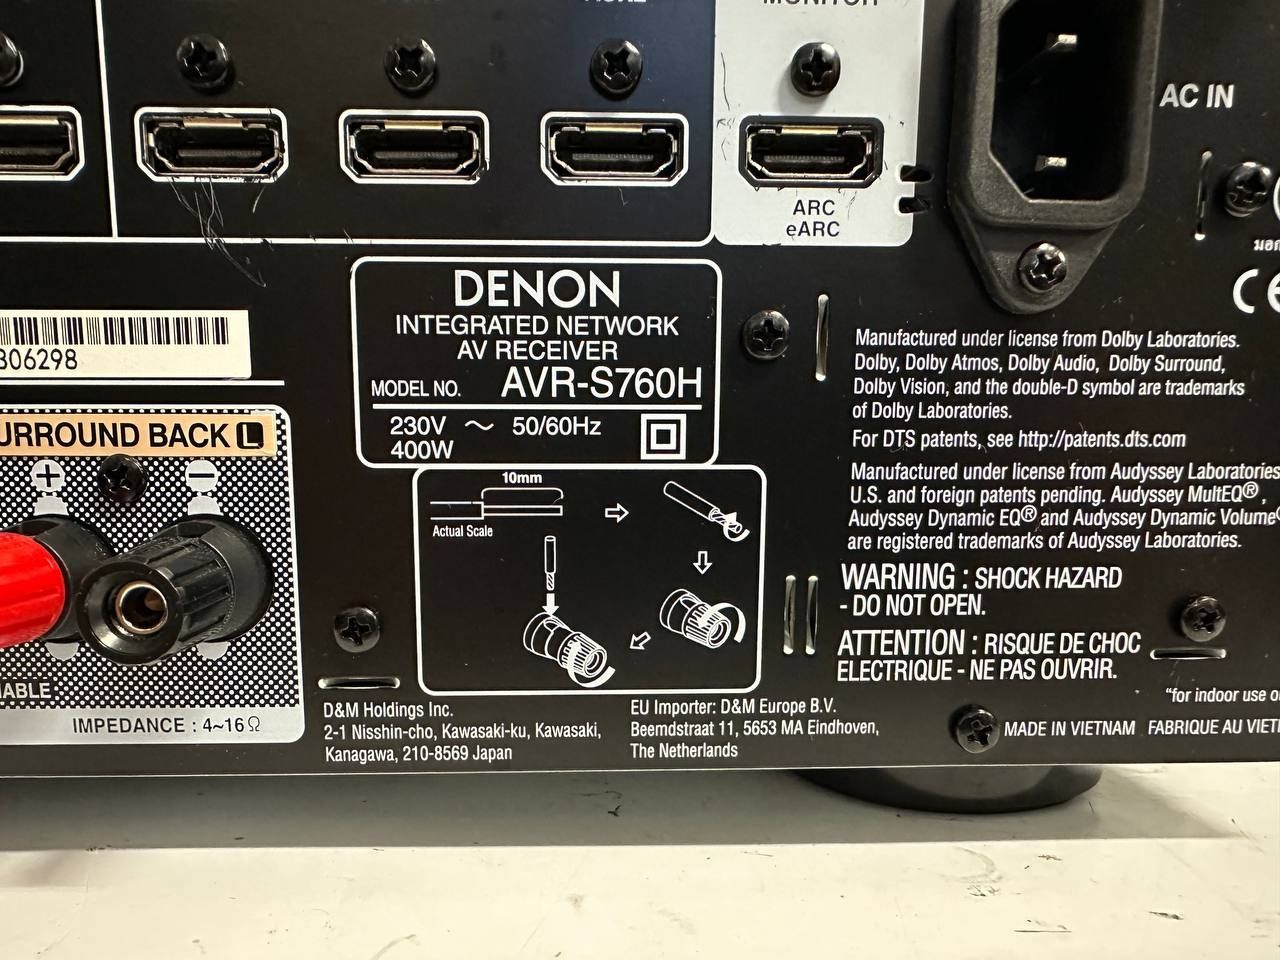 MONITOR
AC IN
ARC
eARC
DENON
INTEGRATED NETWORK
AV RECEIVER
MODEL NO. AVR-S760H
230V ～ 50/60Hz
400W
306298
SURROUND BACK L
+ −
IMPEDANCE : 4~16Ω
10mm
Actual Scale
D&M Holdings Inc.
2-1 Nisshin-cho, Kawasaki-ku, Kawasaki,
Kanagawa, 210-8569 Japan
EU Importer: D&M Europe B.V.
Beemdstraat 11, 5653 MA Eindhoven,
The Netherlands
CE
Manufactured under license from Dolby Laboratories.
Dolby, Dolby Atmos, Dolby Audio, Dolby Surround,
Dolby Vision, and the double-D symbol are trademarks
of Dolby Laboratories.
For DTS patents, see http://patents.dts.com
Manufactured under license from Audyssey Laboratories
U.S. and foreign patents pending. Audyssey MultEQ®,
Audyssey Dynamic EQ® and Audyssey Dynamic Volume®
are registered trademarks of Audyssey Laboratories.
WARNING : SHOCK HAZARD
- DO NOT OPEN.
ATTENTION : RISQUE DE CHOC
ELECTRIQUE - NE PAS OUVRIR.
"for indoor use
MADE IN VIETNAM FABRIQUE AU